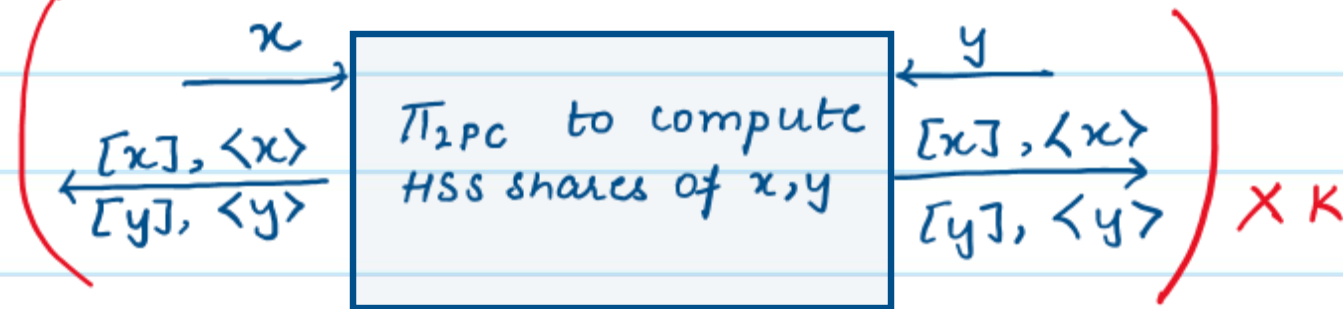 x
y
Π2PC to compute
HSS shares of x,y
[x], <x>
[y], <y>
[x], <x>
[y], <y>
X K